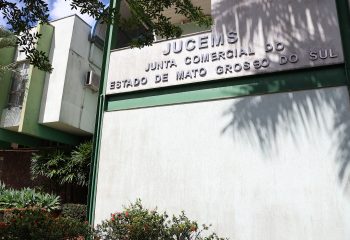 JUCEMS
JUNTA COMERCIAL DO
ESTADO DE MATO GROSSO DO SUL